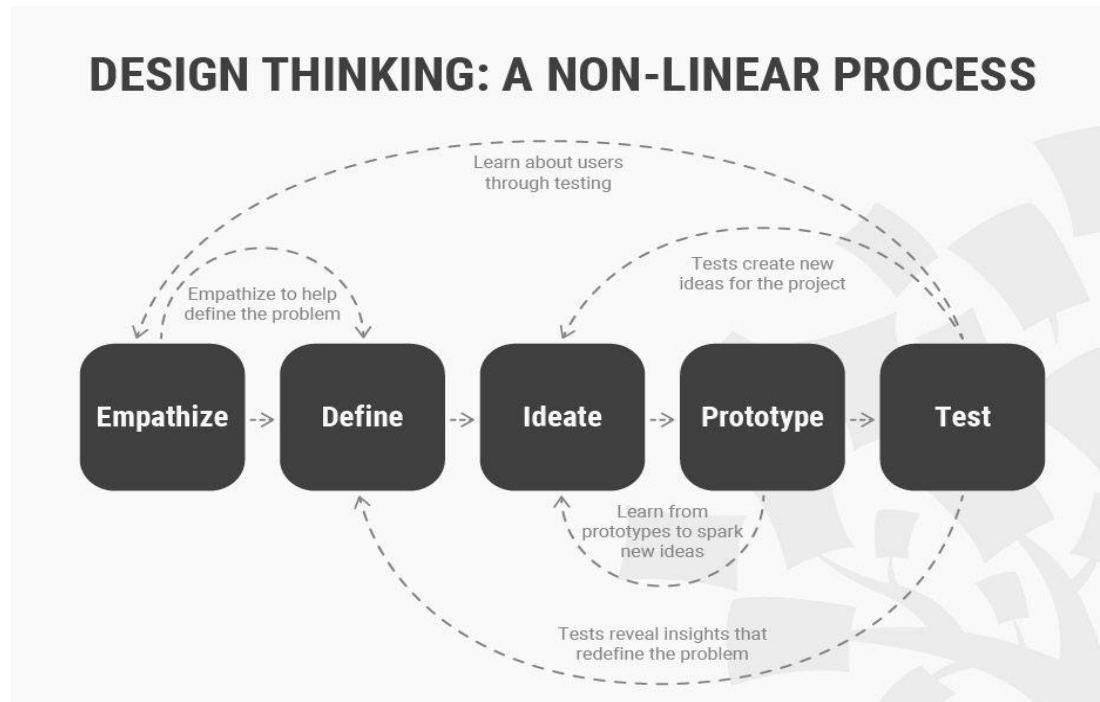 DESIGN THINKING: A NON-LINEAR PROCESS
Learn about users
through testing
Tests create new
ideas for the project
Empathize to help
define the problem
Empathize
Define
Ideate
Prototype
Test
Learn from
prototypes to spark
new ideas
Tests reveal insights that
redefine the problem